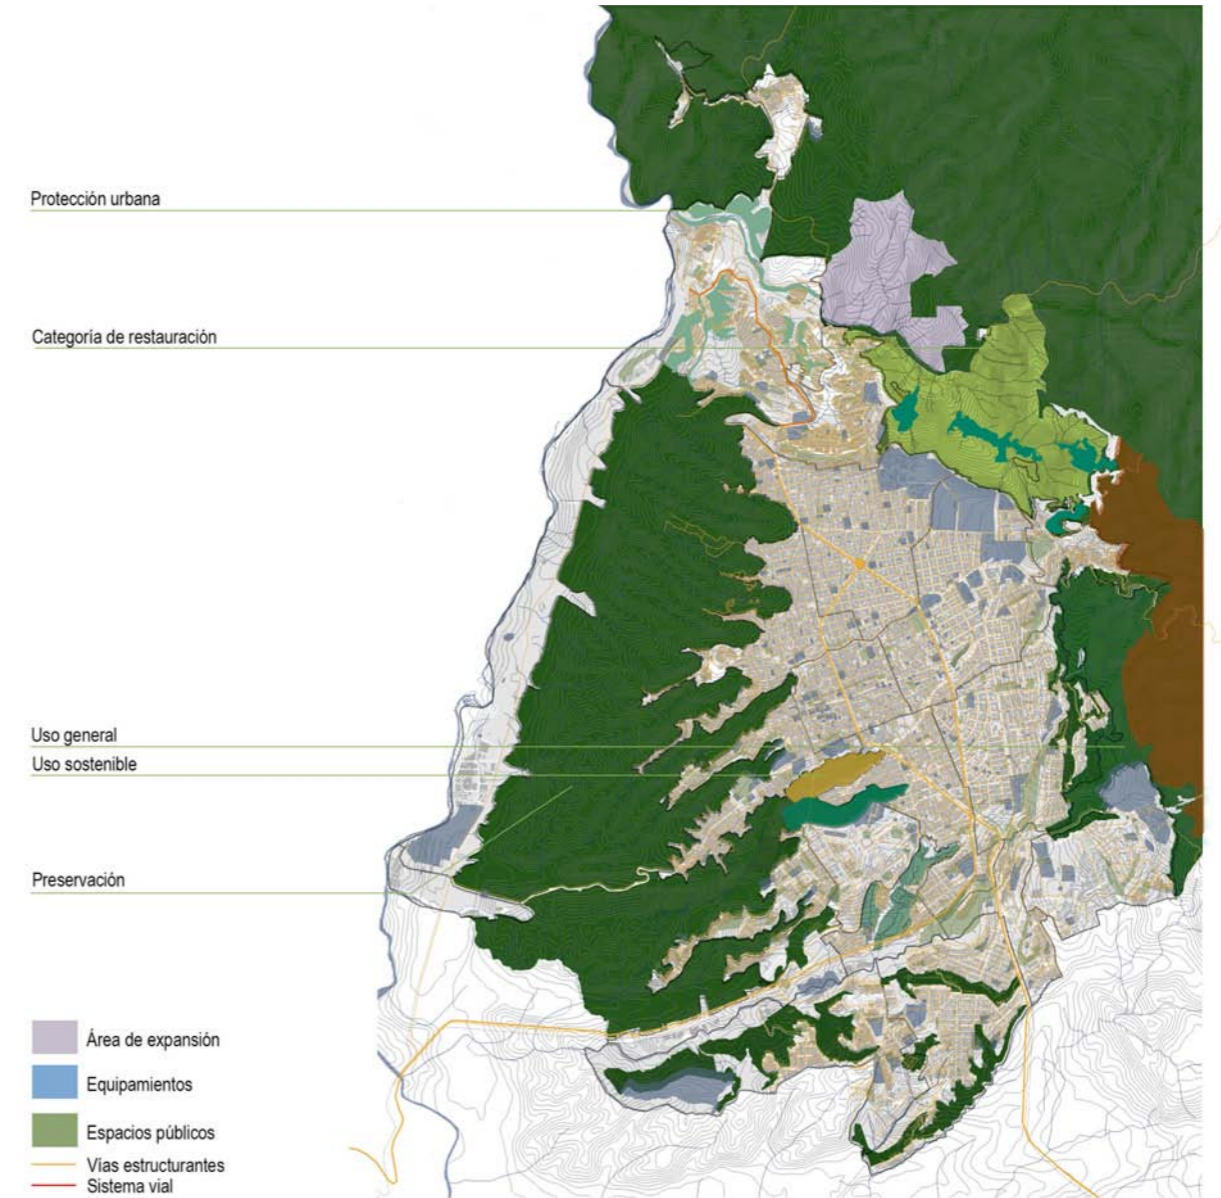 Protección urbana
Categoría de restauración
Uso general
Uso sostenible
Preservación
Área de expansión
Equipamientos
Espacios públicos
Vías estructurantes
Sistema vial